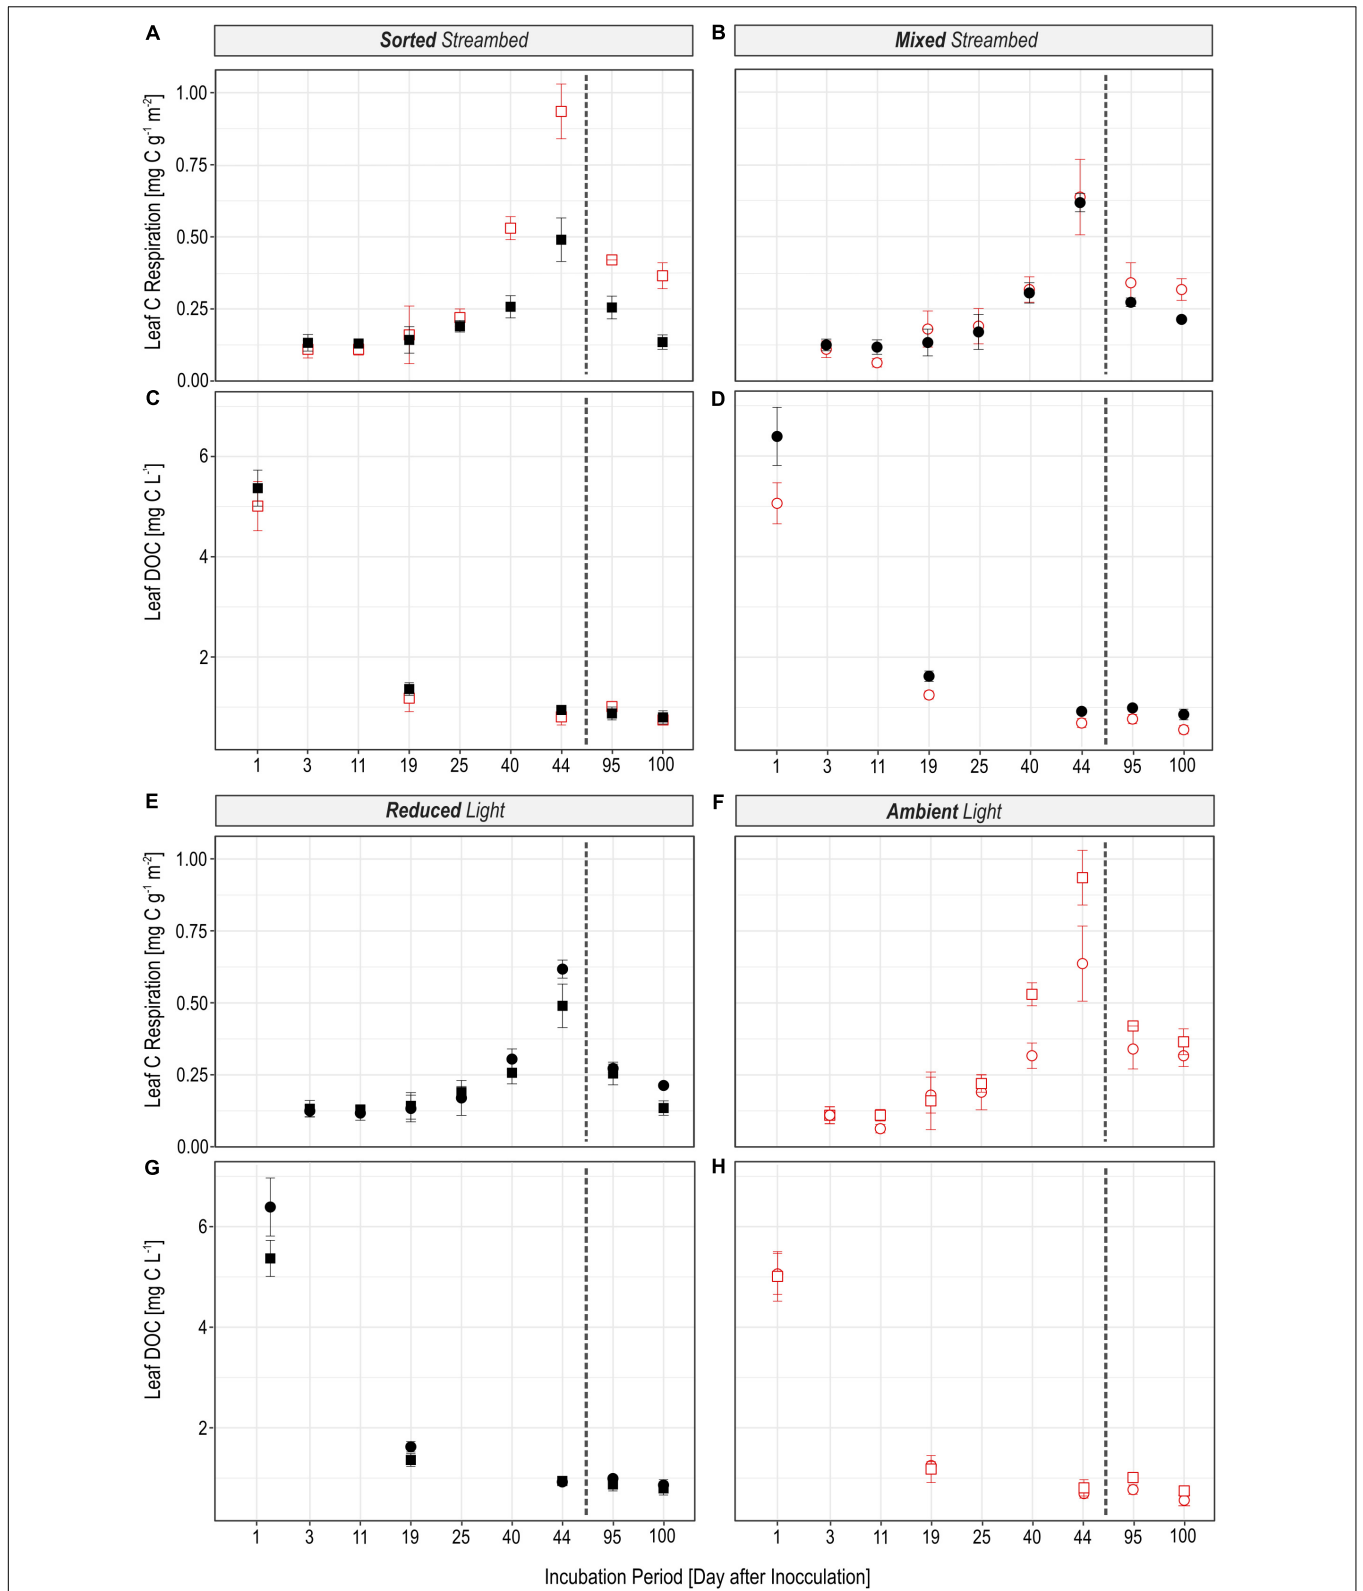 A
Sorted Streambed
B
Mixed Streambed
Leaf C Respiration [mg C g-1 m-2]
1.00
0.75
0.50
0.25
0.00
C
D
Leaf DOC [mg C L-1]
6
4
2
1 3 11 19 25 40 44 95 100
1 3 11 19 25 40 44 95 100
E
Reduced Light
F
Ambient Light
Leaf C Respiration [mg C g-1 m-2]
1.00
0.75
0.50
0.25
0.00
G
H
Leaf DOC [mg C L-1]
6
4
2
1 3 11 19 25 40 44 95 100
1 3 11 19 25 40 44 95 100
Incubation Period [Day after Inocculation]